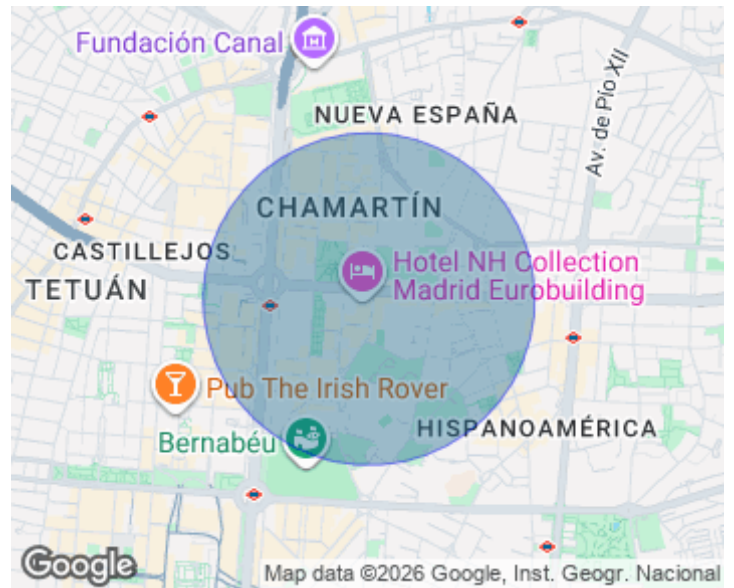 Fundación Canal
NUEVA ESPAÑA
Av. de Pío XII
CHAMARTÍN
CASTILLEJOS
TETUÁN
Hotel NH Collection
Madrid Eurobuilding
Pub The Irish Rover
Bernabéu
HISPANOAMÉRICA
Google
Map data ©2026 Google, Inst. Geogr. Nacional